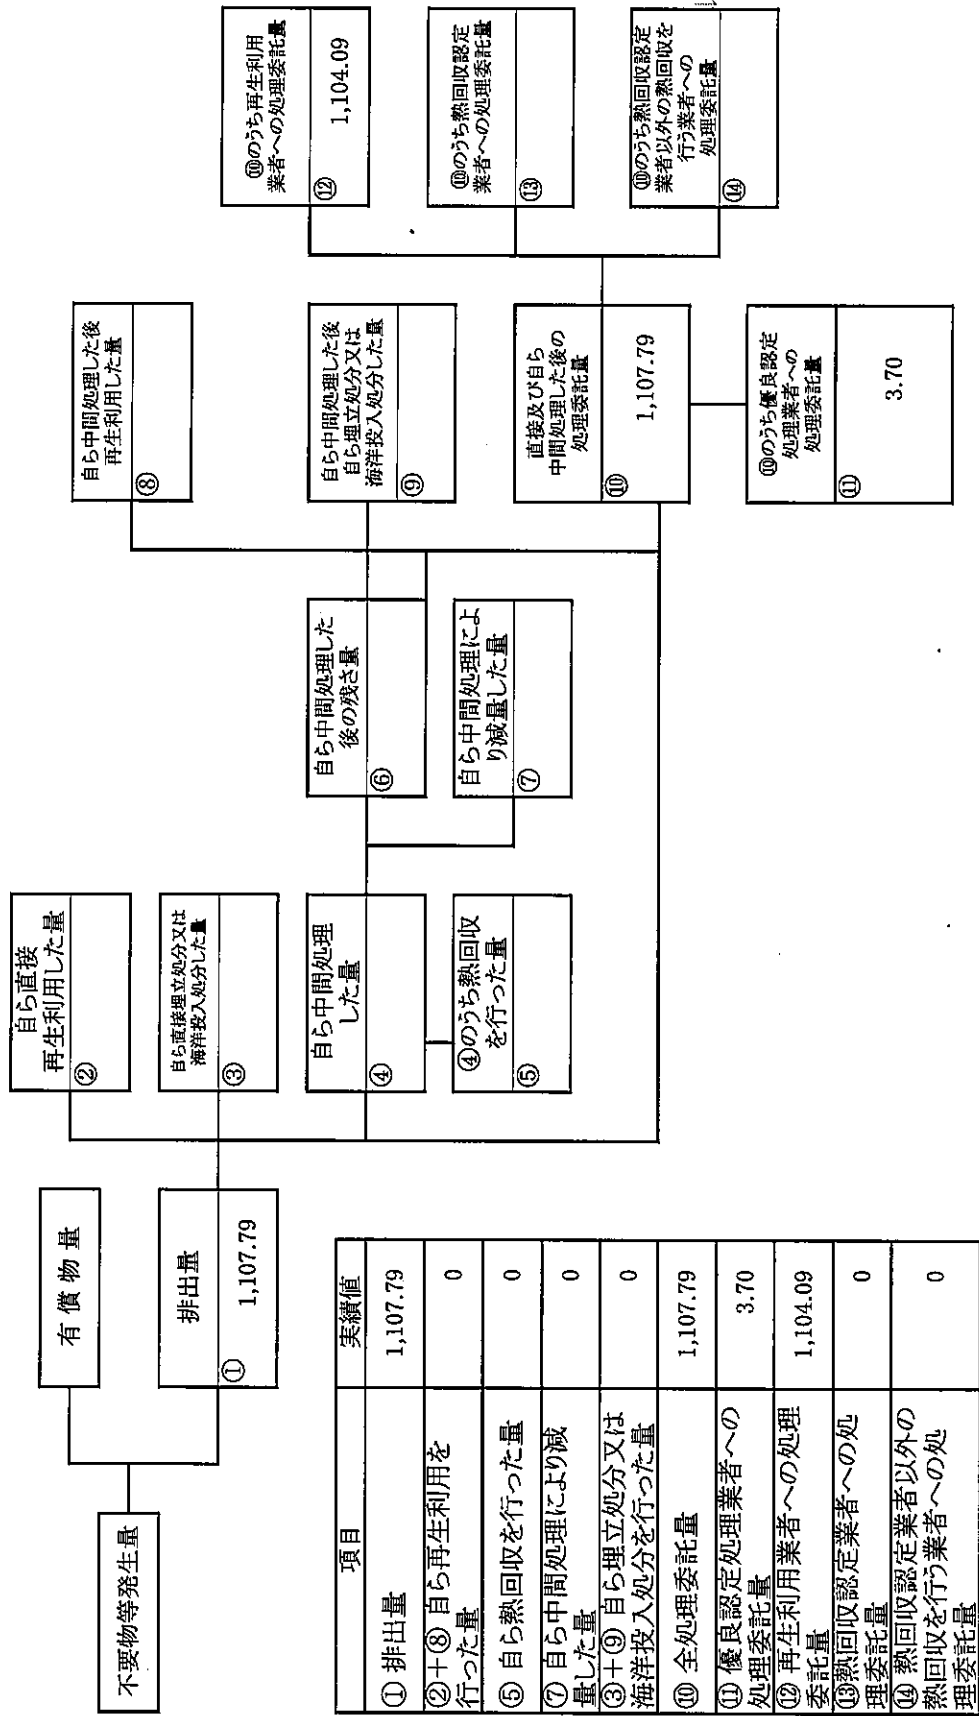 不要物等発生量
有償物量
排出量
①
1,107.79
自ら直接
再生利用した量
②
自ら直接埋立処分又は
海洋投入処分した量
③
自ら中間処理
した量
④
④のうち熱回収
を行った量
⑤
自ら中間処理した
後の残さ量
⑥
自ら中間処理によ
り減量した量
⑦
自ら中間処理した後
再生利用した量
⑧
自ら中間処理した後
自ら埋立処分又は
海洋投入処分した量
⑨
直接及び自ら
中間処理した後の
処理委託量
⑩
1,107.79
⑩のうち優良認定
処理業者への
処理委託量
⑪
3.70
⑩のうち再生利用
業者への処理委託量
⑫
1,104.09
⑩のうち熱回収認定
業者への処理委託量
⑬
⑩のうち熱回収認定
業者以外の熱回収を
行う業者への
処理委託量
⑭
項目 実績値
① 排出量 1,107.79
②+⑧ 自ら再生利用を
行った量 0
⑤ 自ら熱回収を行った量 0
⑦ 自ら中間処理により減
量した量 0
③+⑨ 自ら埋立処分又は
海洋投入処分を行った量 0
⑩ 全処理委託量 1,107.79
⑪ 優良認定処理業者への
処理委託量 3.70
⑫ 再生利用業者への処理
委託量 1,104.09
⑬熱回収認定業者への処
理委託量 0
⑭ 熱回収認定業者以外の
熱回収を行う業者への処
理委託量 0